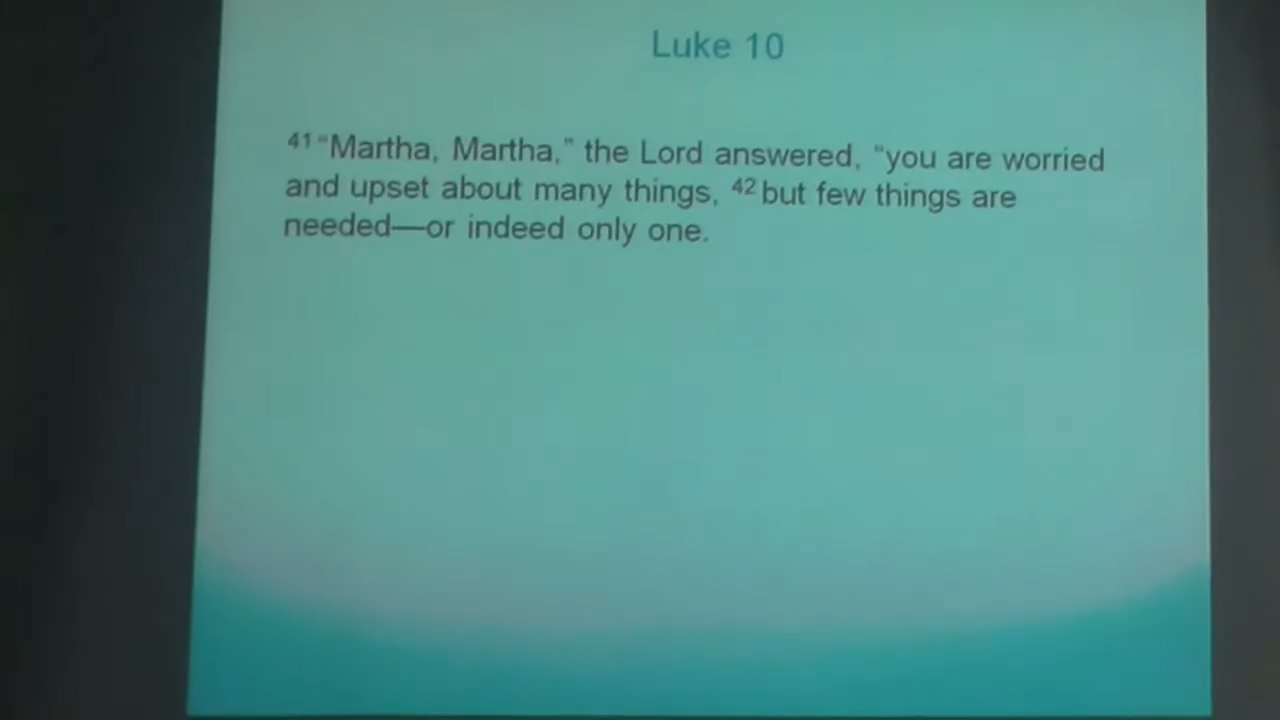 Luke 10
41 “Martha, Martha,” the Lord answered, “you are worried
and upset about many things, 42 but few things are
needed—or indeed only one.